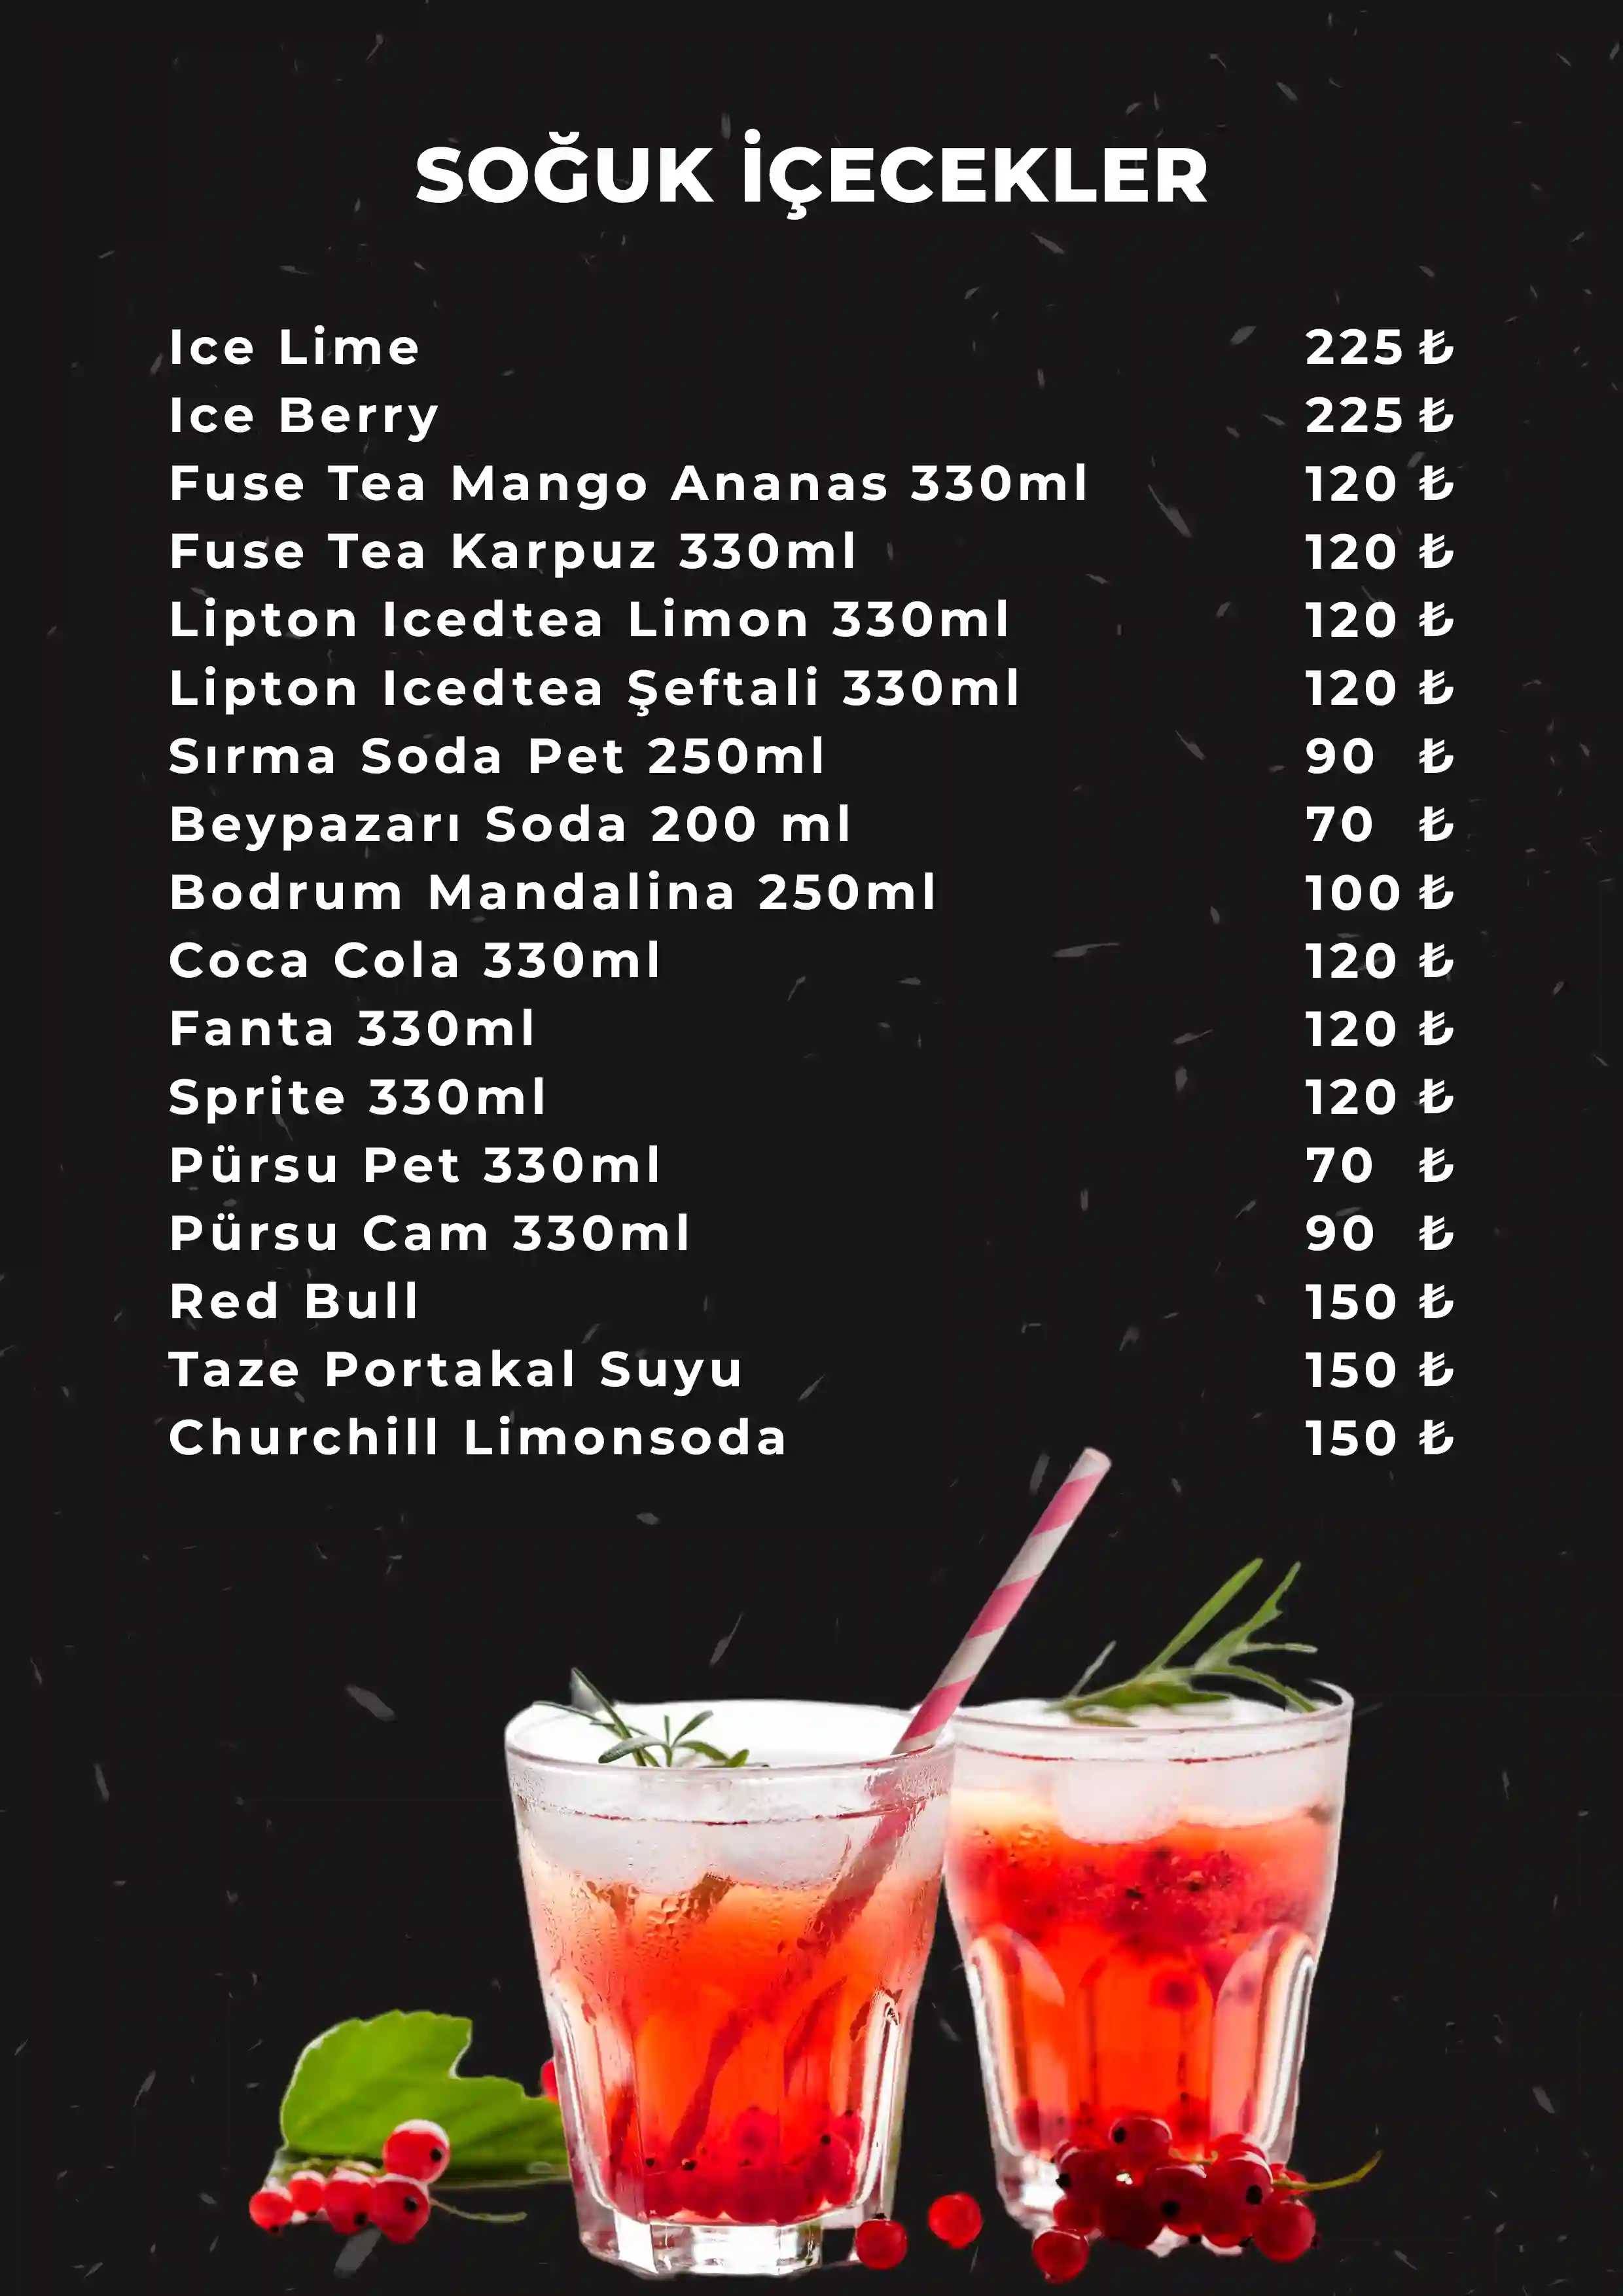 SOĞUK İÇECEKLER
Ice Lime 225 ₺
Ice Berry 225 ₺
Fuse Tea Mango Ananas 330ml 120 ₺
Fuse Tea Karpuz 330ml 120 ₺
Lipton Icedtea Limon 330ml 120 ₺
Lipton Icedtea Şeftali 330ml 120 ₺
Sırma Soda Pet 250ml 90 ₺
Beypazarı Soda 200 ml 70 ₺
Bodrum Mandalina 250ml 100 ₺
Coca Cola 330ml 120 ₺
Fanta 330ml 120 ₺
Sprite 330ml 120 ₺
Pürsu Pet 330ml 70 ₺
Pürsu Cam 330ml 90 ₺
Red Bull 150 ₺
Taze Portakal Suyu 150 ₺
Churchill Limonsoda 150 ₺